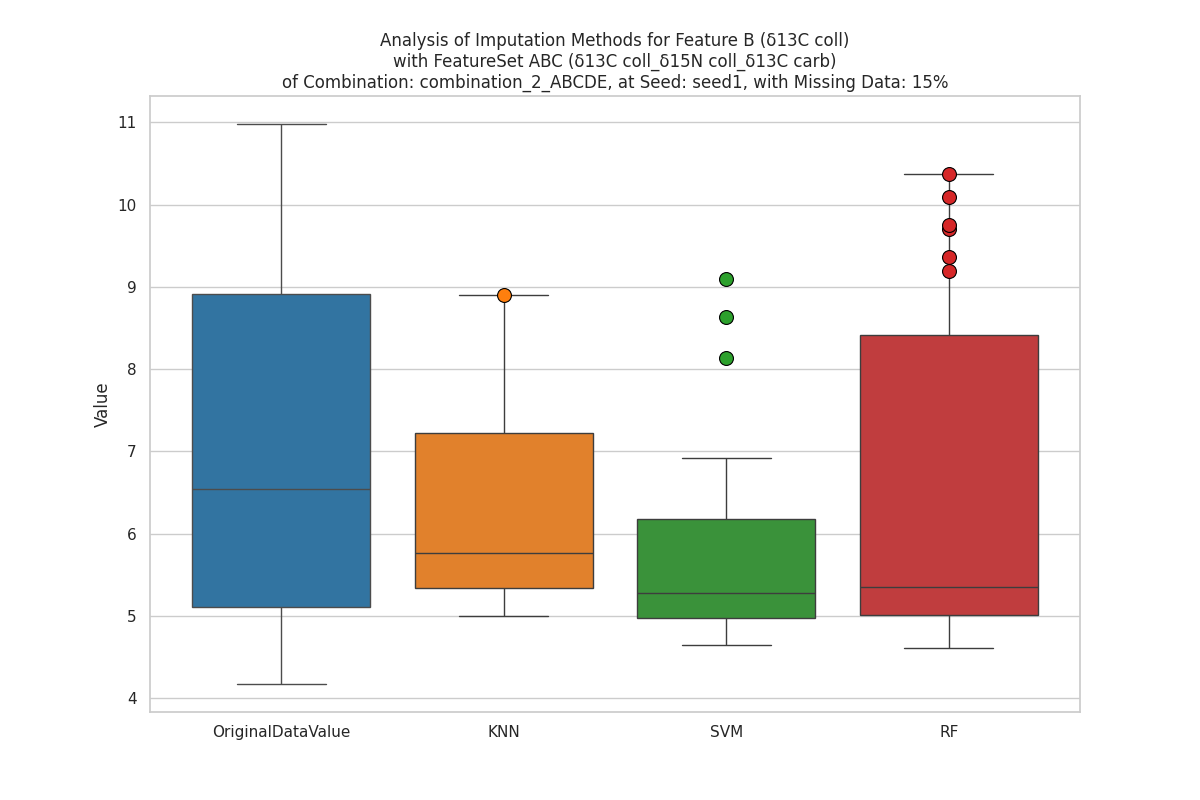 Analysis of Imputation Methods for Feature B (δ13C coll)
with FeatureSet ABC (δ13C coll_δ15N coll_δ13C carb)
of Combination: combination_2_ABCDE, at Seed: seed1, with Missing Data: 15%
11
10
9
8
7
6
5
4
Value
OriginalDataValue KNN SVM RF